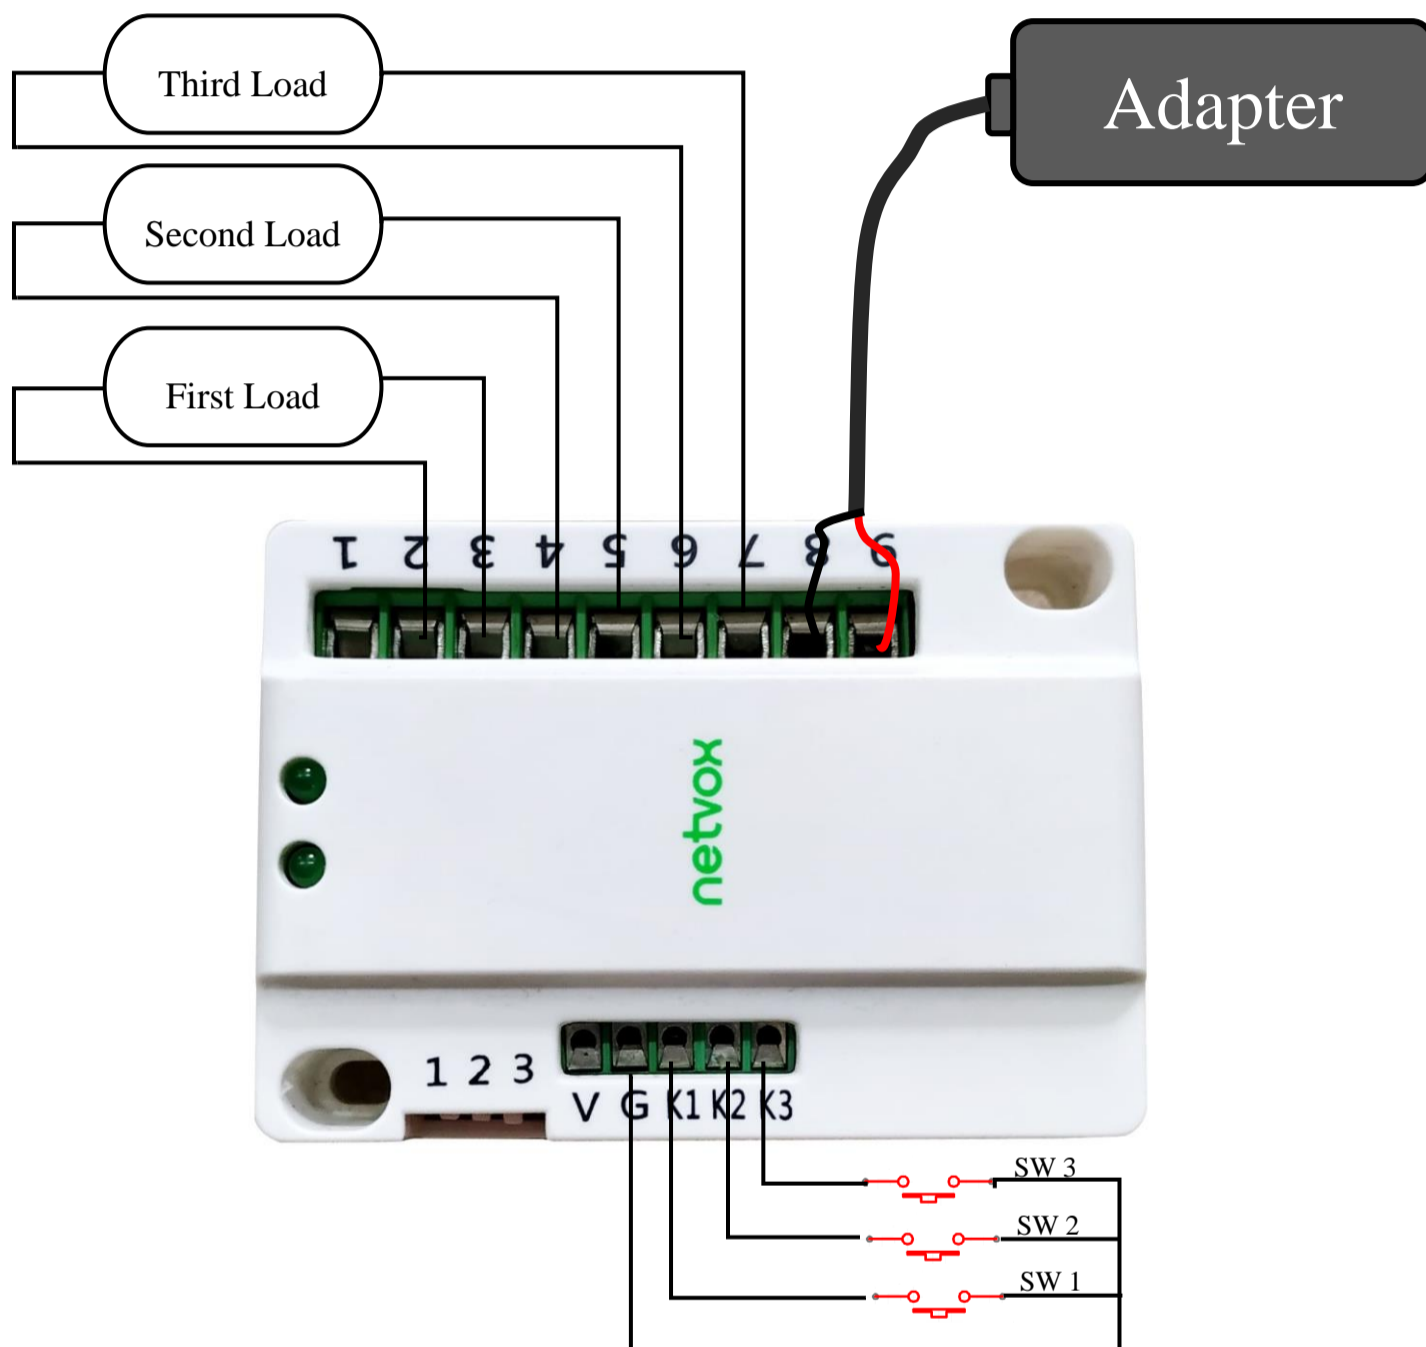 Third Load
Adapter
Second Load
First Load
1 2 3 4 5 6 7 8 9
netvox
1 2 3
V G K1 K2 K3
SW 3
SW 2
SW 1